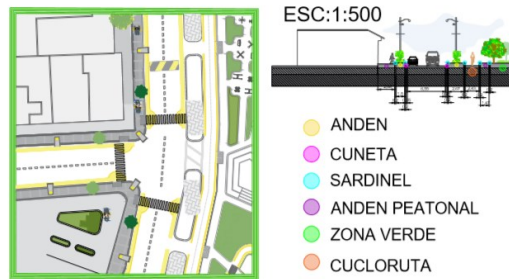 ESC:1:500
ANDEN
CUNETA
SARDINEL
ANDEN PEATONAL
ZONA VERDE
CUCLORUTA